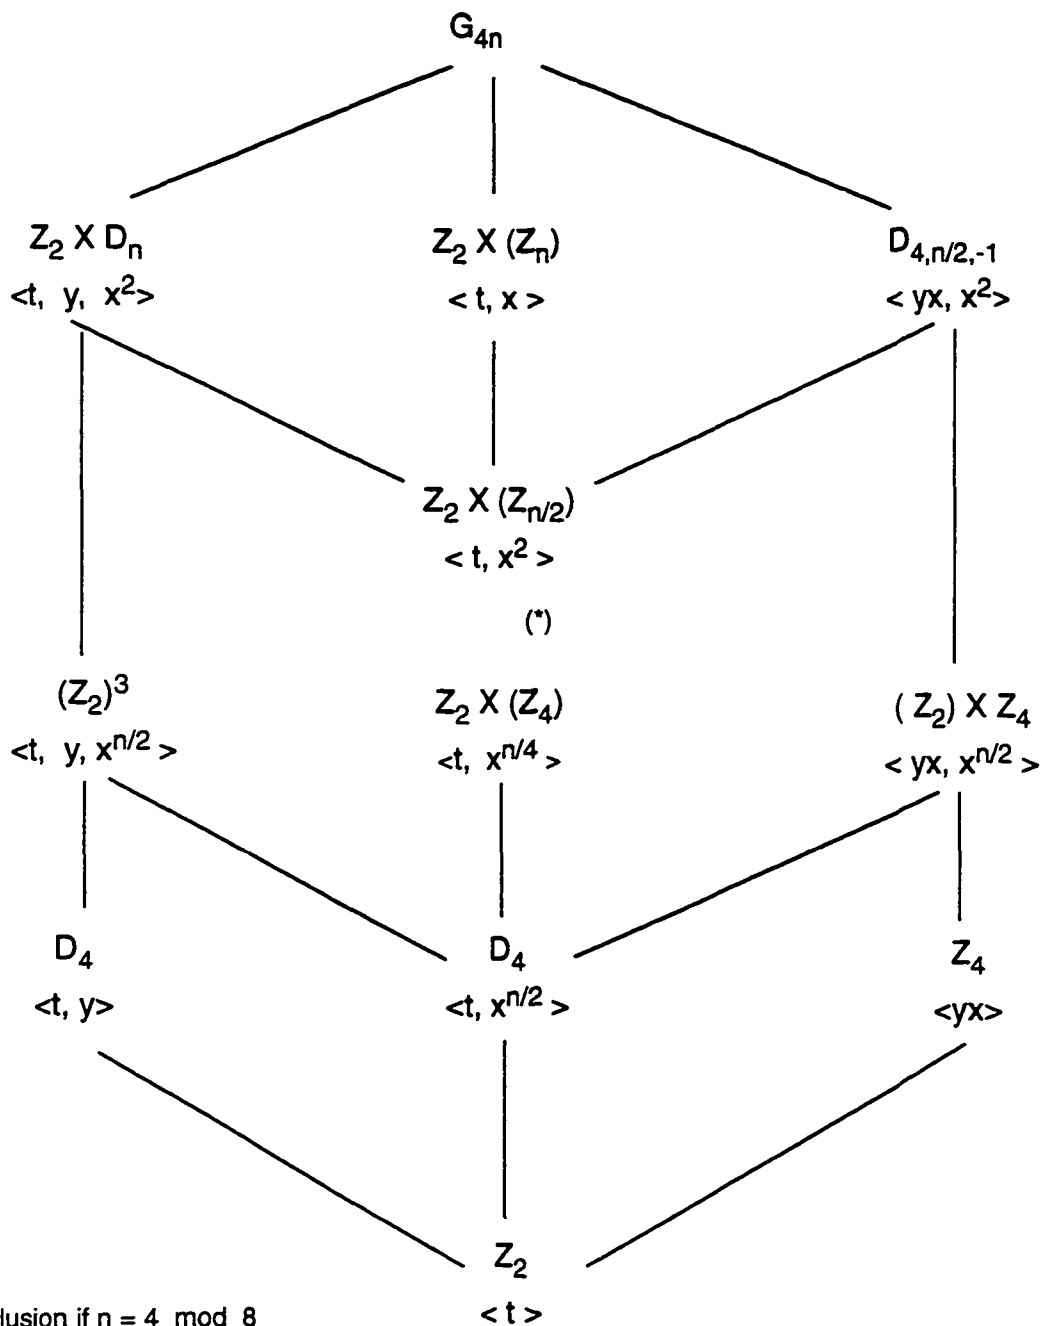 G₄ₙ
Z₂ X Dₙ
Z₂ X (Zₙ)
D₄,ₙ/₂,₋₁
<t, y, x²>
< t, x >
< yx, x²>
Z₂ X (Zₙ/₂)
< t, x² >
(*)
(Z₂)³
Z₂ X (Z₄)
( Z₂) X Z₄
<t, y, xⁿ/² >
<t, xⁿ/⁴ >
< yx, xⁿ/² >
D₄
D₄
Z₄
<t, y>
<t, xⁿ/² >
<yx>
Z₂
< t >
if n = 4 mod 8